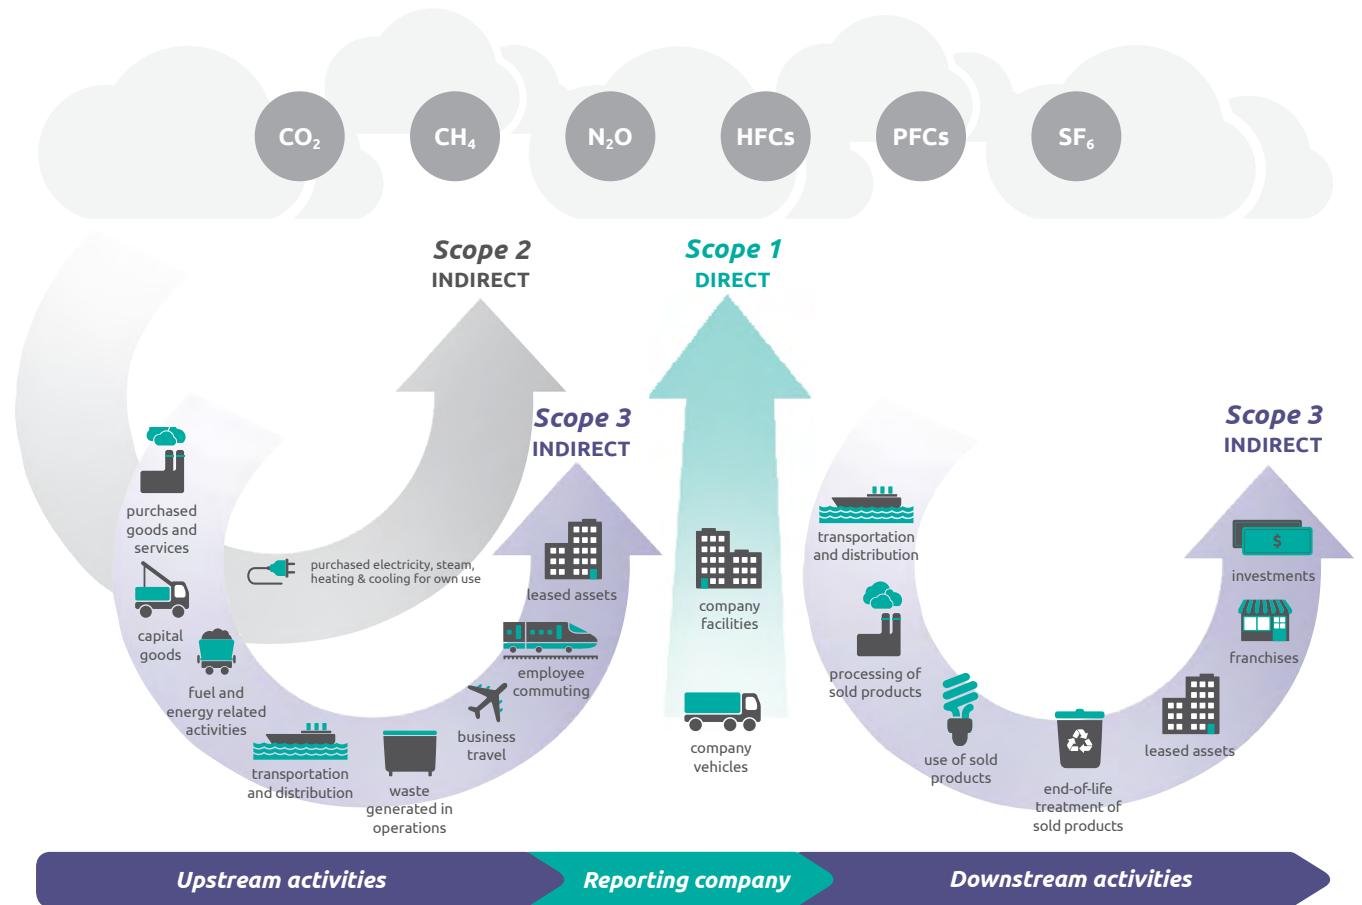 CO₂
CH₄
N₂O
HFCs
PFCs
SF₆
Scope 2
INDIRECT
Scope 1
DIRECT
Scope 3
INDIRECT
Scope 3
INDIRECT
purchased
goods and
services
capital
goods
fuel and
energy related
activities
purchased electricity, steam,
heating & cooling for own use
transportation
and distribution
waste
generated in
operations
business
travel
employee
commuting
leased assets
company
facilities
company
vehicles
transportation
and distribution
processing of
sold products
use of sold
products
end-of-life
treatment of
sold products
leased assets
franchises
$
investments
Upstream activities
Reporting company
Downstream activities